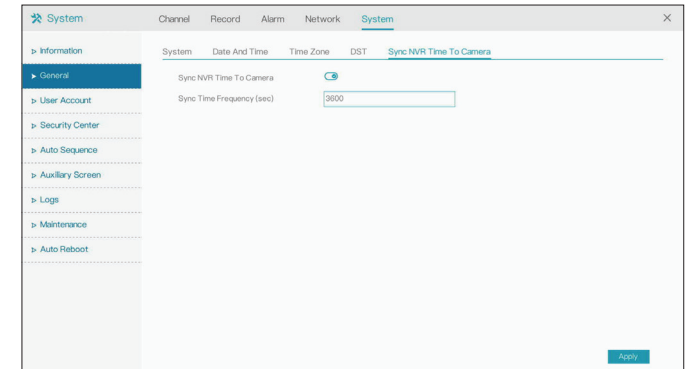 System
Channel Record Alarm Network System
Information
General
User Account
Security Center
Auto Sequence
Auxiliary Screen
Logs
Maintenance
Auto Reboot
System Date And Time Time Zone DST Sync NVR Time To Camera
Sync NVR Time To Camera
Sync Time Frequency (sec) 3600
Apply